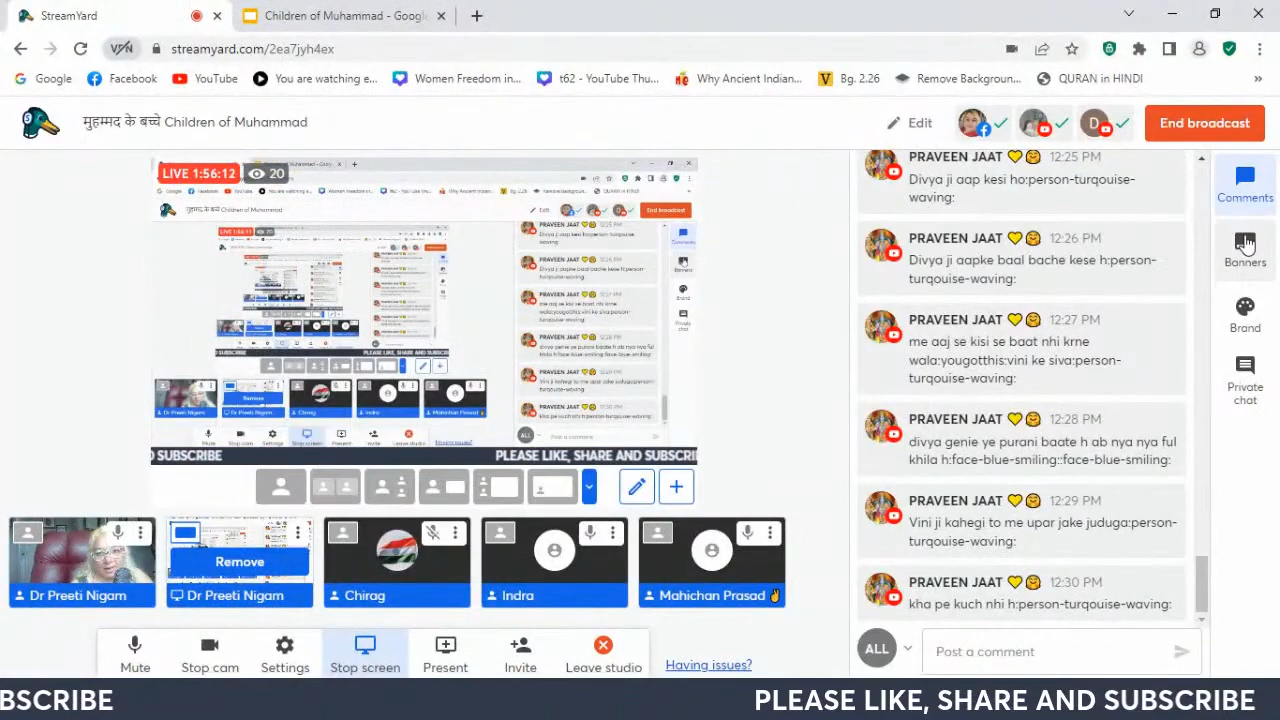 StreamYard
Children of Muhammad - Googl
streamyard.com/2ea7jyh4ex
Google
Facebook
YouTube
You are watching e...
Women Freedom in...
t62 - YouTube Thu...
Why Ancient Indian...
Bg. 2.26
Remove Backgroun...
QURAN in HINDI
मुहम्मद के बच्चे Children of Muhammad
Edit
D
End broadcast
LIVE 1:56:12
20
PRAVEEN JAAT 12:25 PM
Divya ji aap kesi ho:person-turqouise-
waving:
PRAVEEN JAAT 12:26 PM
Divya ji aapke baal bache kese h:person-
turqouise-waving:
PRAVEEN JAAT 12:27 PM
me aaj se kisi se baat nhi krne
wala:yougotthis:vini ke siva:person-
turqouise-waving:
PRAVEEN JAAT 12:28 PM
divya:nene ye purani baate h ab nya nya ful
khila h:face-blue-smiling::face-blue-smiling:
PRAVEEN JAAT 12:29 PM
Vini ji kahegi to me upar jake juduga:person-
turqouise-waving:
PRAVEEN JAAT 12:30 PM
kha pe kuch nhi h:person-turqouise-waving:
Comments
Banners
Brand
Private
chat
D SUBSCRIBE
PLEASE LIKE, SHARE AND SUBSCRI
Remove
Dr Preeti Nigam
Dr Preeti Nigam
Chirag
Indra
Mahichan Prasad
ALL
Post a comment
Mute
Stop cam
Settings
Stop screen
Present
Invite
Leave studio
Having issues?
BSCRIBE
PLEASE LIKE, SHARE AND SUBSCRIBE